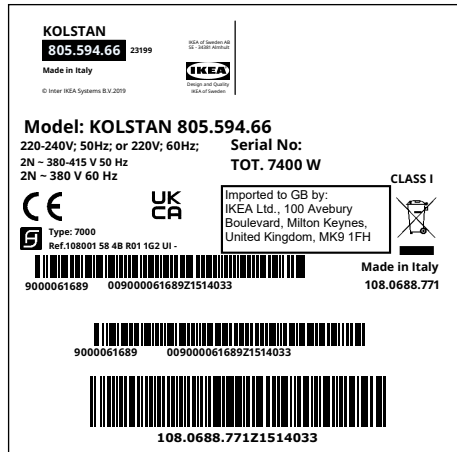 KOLSTAN
805.594.66 23199
Made in Italy
© Inter IKEA Systems B.V.2019
IKEA of Sweden AB
SE - 34381 Älmhult
IKEA
Design and Quality
IKEA of Sweden
Model: KOLSTAN 805.594.66
220-240V; 50Hz; or 220V; 60Hz;
2N ~ 380-415 V 50 Hz
2N ~ 380 V 60 Hz
Serial No:
TOT. 7400 W
CLASS I
CE
UK
CA
Imported to GB by:
IKEA Ltd., 100 Avebury
Boulevard, Milton Keynes,
United Kingdom, MK9 1FH
Type: 7000
Ref.108001 58 4B R01 1G2 UI -
9000061689 009000061689Z1514033
Made in Italy
108.0688.771
9000061689 009000061689Z1514033
108.0688.771Z1514033